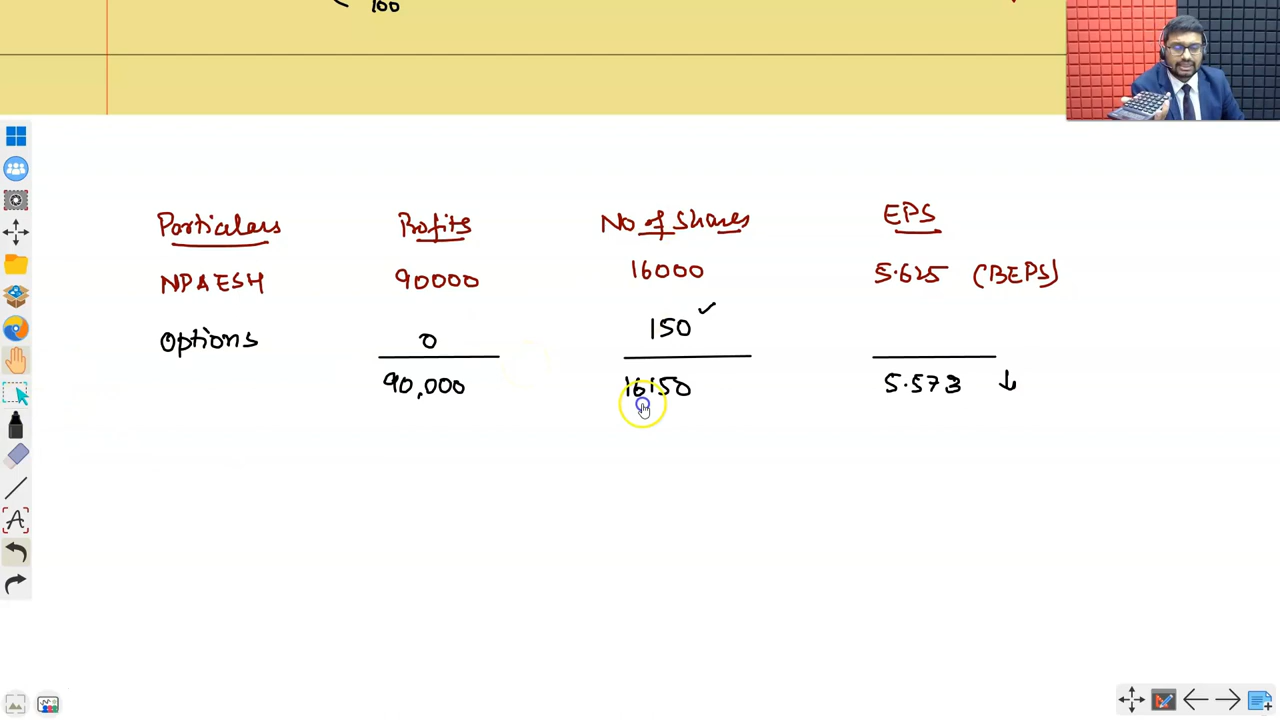 100
Particulars Profits No of Shares EPS
NPAESH 90000 16000 5.625 (BEPS)
Options 0 150 ✓
90,000 16150 5.573 ↓
A